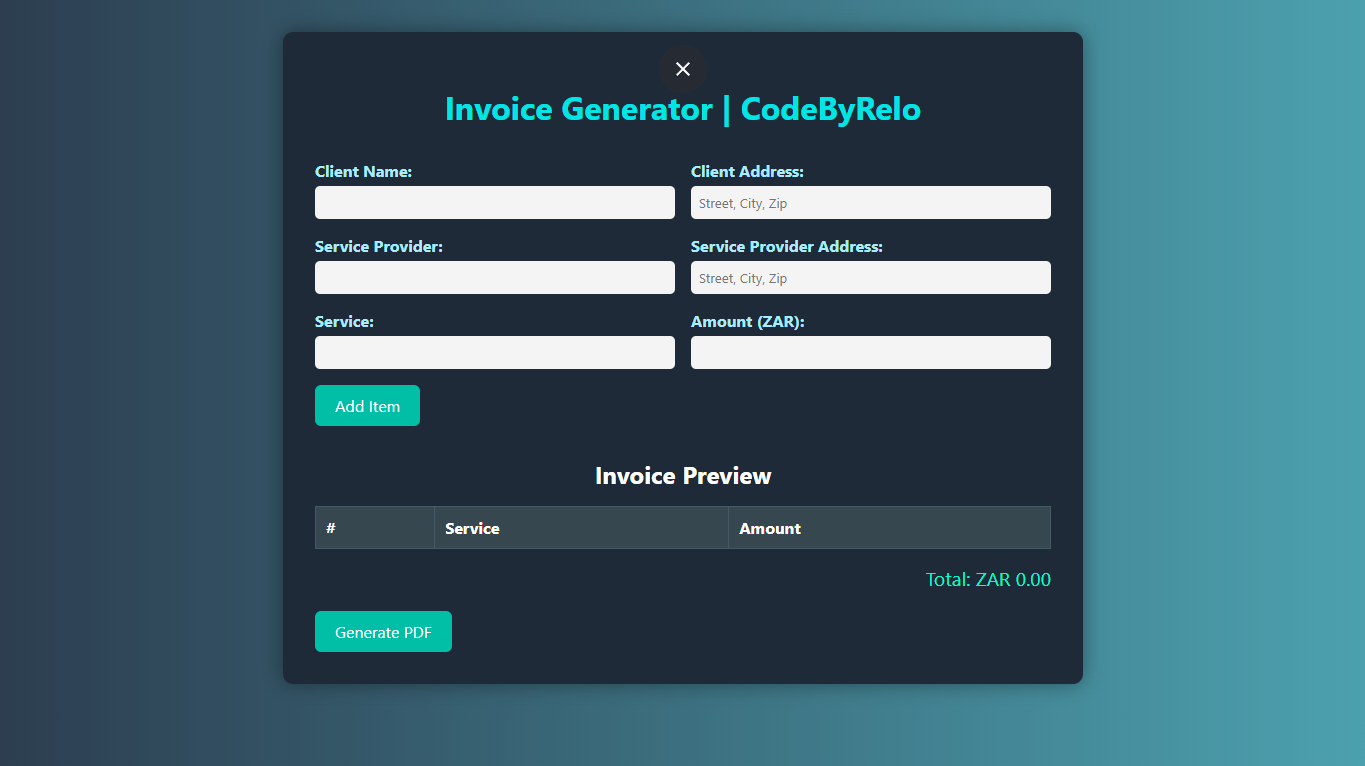 Invoice Generator | CodeByRelo
Client Name: Client Address:
Street, City, Zip
Service Provider: Service Provider Address:
Street, City, Zip
Service: Amount (ZAR):
Add Item
Invoice Preview
# Service Amount
Total: ZAR 0.00
Generate PDF